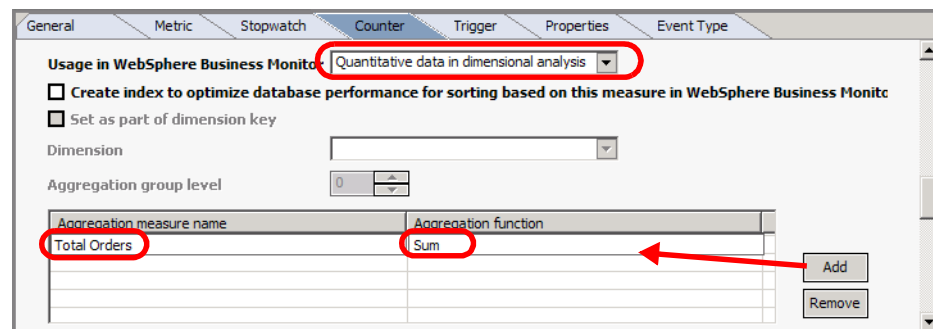 General Metric Stopwatch Counter Trigger Properties Event Type
Usage in WebSphere Business Monitor Quantitative data in dimensional analysis
Create index to optimize database performance for sorting based on this measure in WebSphere Business Monito
Set as part of dimension key
Dimension
Aggregation group level 0
Aggregation measure name Aggregation function
Total Orders Sum
Add
Remove